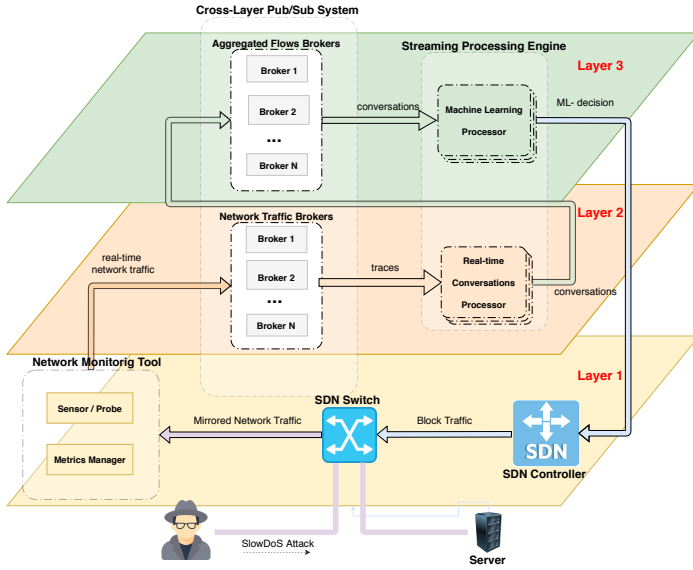 Cross-Layer Pub/Sub System
Aggregated Flows Brokers
Broker 1
Broker 2
...
Broker N
conversations
Streaming Processing Engine
Machine Learning
Processor
ML- decision
Layer 3
Network Traffic Brokers
Broker 1
Broker 2
...
Broker N
real-time
network traffic
traces
Real-time
Conversations
Processor
conversations
Layer 2
Network Monitorig Tool
Sensor / Probe
Metrics Manager
Mirrored Network Traffic
SDN Switch
Block Traffic
SDN
SDN Controller
Layer 1
SlowDoS Attack
Server